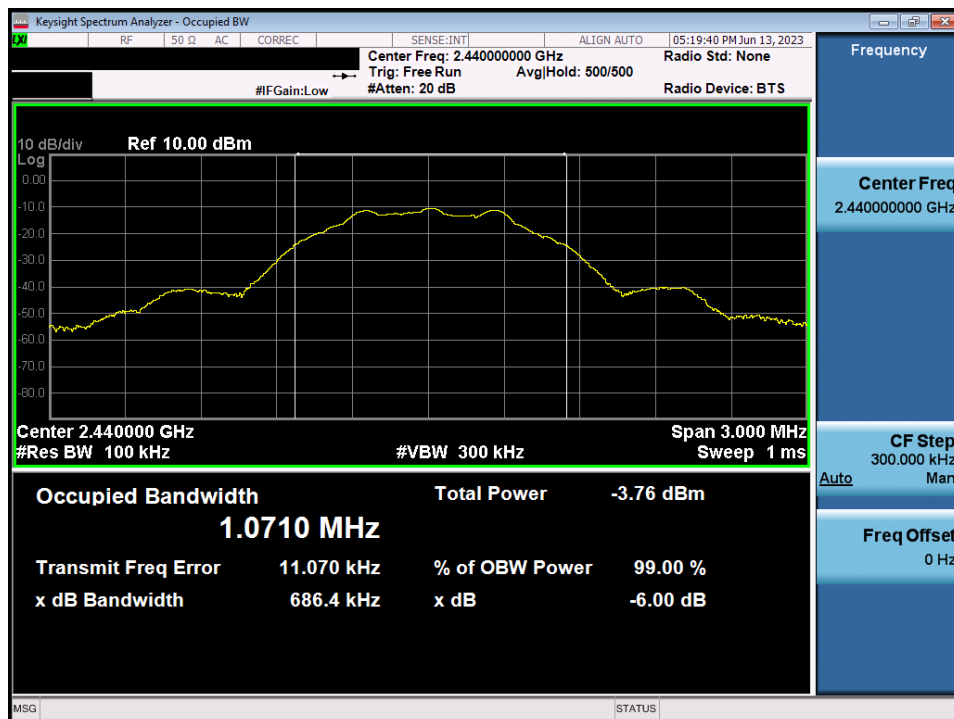 Keysight Spectrum Analyzer - Occupied BW
LXI RF 50 Ω AC CORREC SENSE:INT ALIGN AUTO 05:19:40 PM Jun 13, 2023
Center Freq: 2.440000000 GHz Radio Std: None
Trig: Free Run Avg|Hold: 500/500
#IFGain:Low #Atten: 20 dB Radio Device: BTS
10 dB/div Ref 10.00 dBm
Log
0.00
-10.0
-20.0
-30.0
-40.0
-50.0
-60.0
-70.0
-80.0
Center 2.440000 GHz Span 3.000 MHz
#Res BW 100 kHz #VBW 300 kHz Sweep 1 ms
Occupied Bandwidth Total Power -3.76 dBm
1.0710 MHz
Transmit Freq Error 11.070 kHz % of OBW Power 99.00 %
x dB Bandwidth 686.4 kHz x dB -6.00 dB
MSG STATUS
Frequency
Center Freq
2.440000000 GHz
CF Step
300.000 kHz
Auto Man
Freq Offset
0 Hz